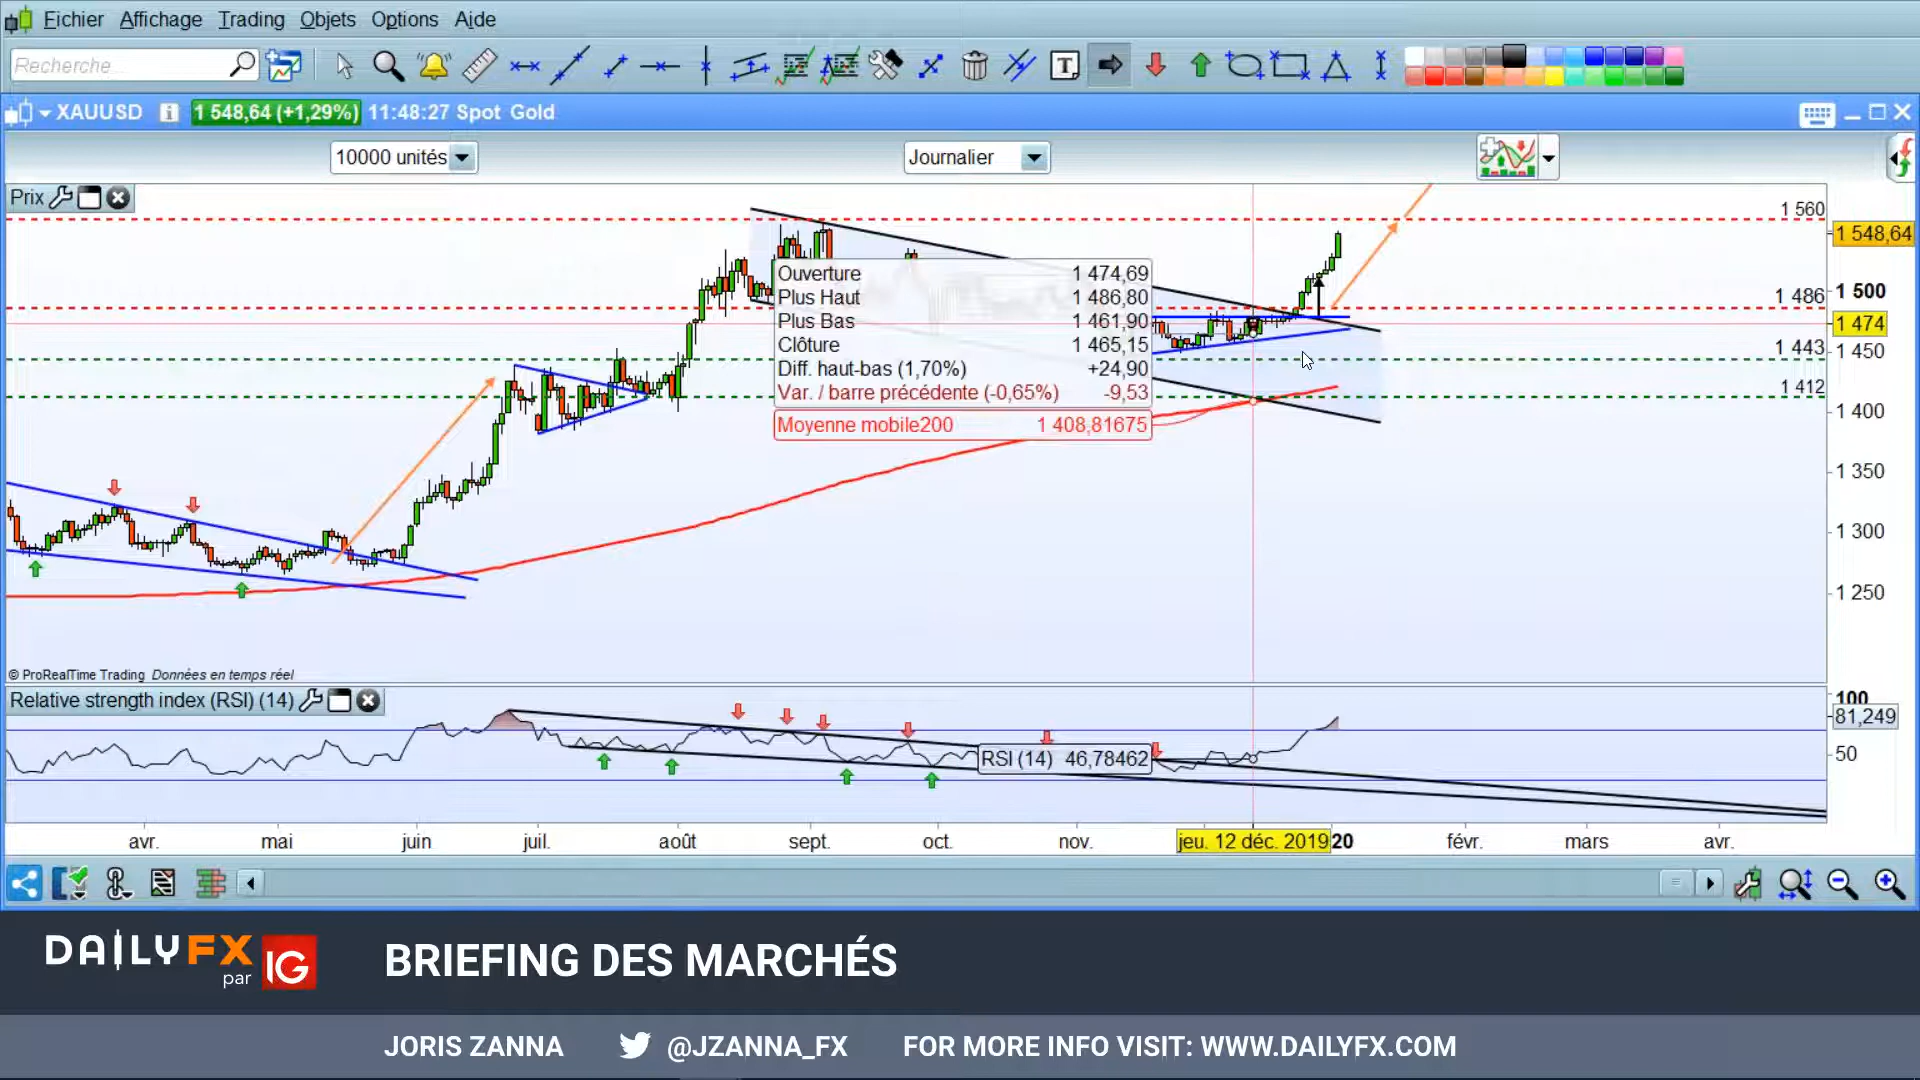 Fichier Affichage Trading Objets Options Aide
Recherche...
XAUUSD 1 548,64 (+1,29%) 11:48:27 Spot Gold
10000 unités Journalier
Prix
1 560
1 548,64
1 500
1 486
1 474
1 450
1 443
1 412
1 400
1 350
1 300
1 250
Ouverture 1 474,69
Plus Haut 1 486,80
Plus Bas 1 461,90
Clôture 1 465,15
Diff. haut-bas (1,70%) +24,90
Var. / barre précédente (-0,65%) -9,53
Moyenne mobile200 1 408,81675
© ProRealTime Trading Données en temps réel
Relative strength index (RSI) (14)
100
81,249
50
RSI (14) 46,78462
avr. mai juin juil. août sept. oct. nov. jeu. 12 déc. 2019 20 févr. mars avr.
DAILYFX
par IG
BRIEFING DES MARCHÉS
JORIS ZANNA @JZANNA_FX FOR MORE INFO VISIT: WWW.DAILYFX.COM